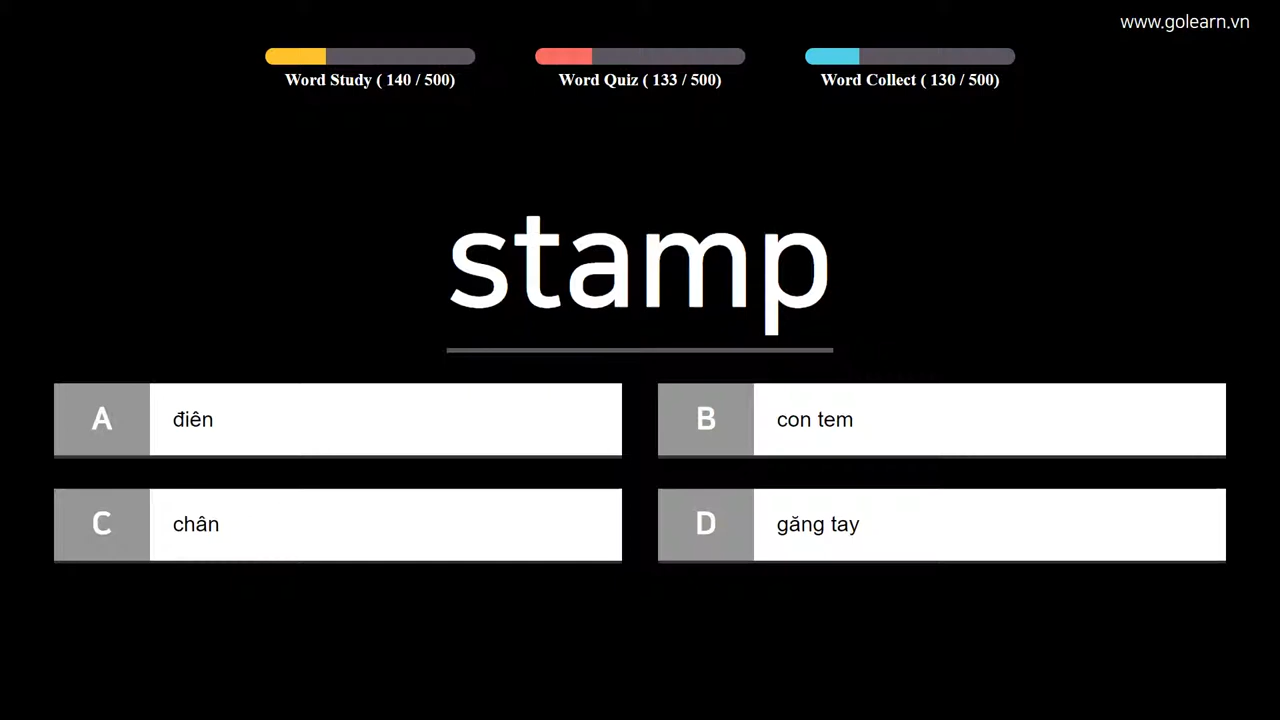 www.golearn.vn
Word Study ( 140 / 500)
Word Quiz ( 133 / 500)
Word Collect ( 130 / 500)
stamp
A điên
B con tem
C chân
D găng tay